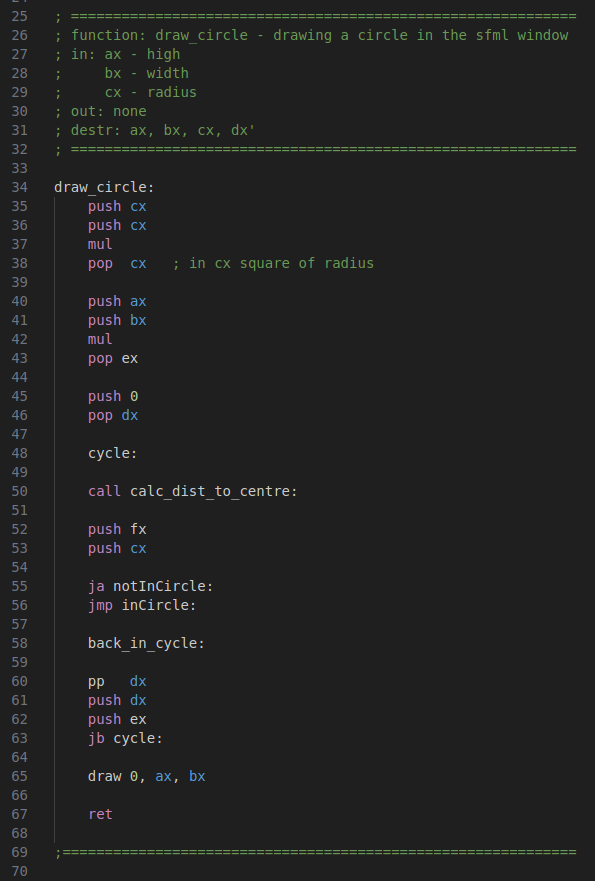 25 ; ============================================================
26 ; function: draw_circle - drawing a circle in the sfml window
27 ; in: ax - high
28 ;     bx - width
29 ;     cx - radius
30 ; out: none
31 ; destr: ax, bx, cx, dx'
32 ; ============================================================
33
34 draw_circle:
35     push cx
36     push cx
37     mul
38     pop  cx   ; in cx square of radius
39
40     push ax
41     push bx
42     mul
43     pop ex
44
45     push 0
46     pop dx
47
48     cycle:
49
50     call calc_dist_to_centre:
51
52     push fx
53     push cx
54
55     ja notInCircle:
56     jmp inCircle:
57
58     back_in_cycle:
59
60     pp   dx
61     push dx
62     push ex
63     jb cycle:
64
65     draw 0, ax, bx
66
67     ret
68
69 ;=============================================================
70